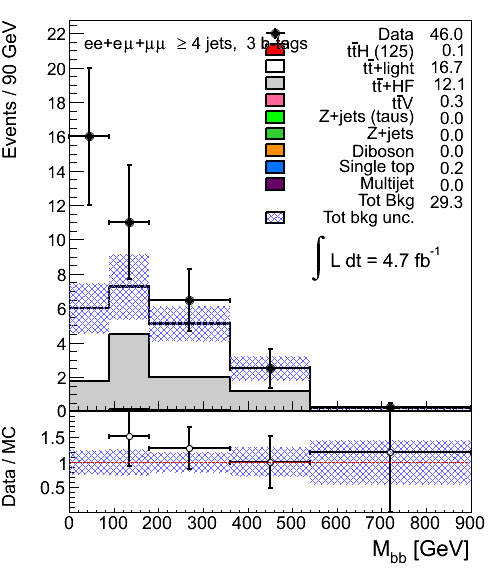 ee+eμ+μμ ≥ 4 jets, 3 b-tags
Data 46.0
tt̄H (125) 0.1
tt̄+light 16.7
tt̄+HF 12.1
tt̄V 0.3
Z+jets (taus) 0.0
Z+jets 0.0
Diboson 0.0
Single top 0.2
Multijet 0.0
Tot Bkg 29.3
Tot bkg unc.
∫ L dt = 4.7 fb⁻¹
Events / 90 GeV
22
20
18
16
14
12
10
8
6
4
2
0
Data / MC
1.5
1
0.5
0 100 200 300 400 500 600 700 800 900
M_bb [GeV]